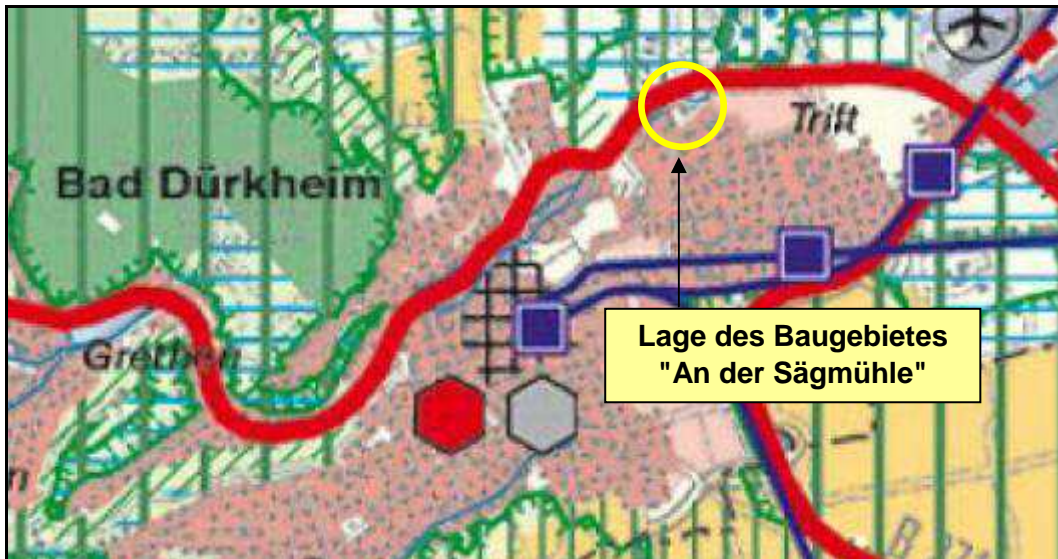 Trift
Bad Dürkheim
Grethen
Lage des Baugebietes
"An der Sägmühle"